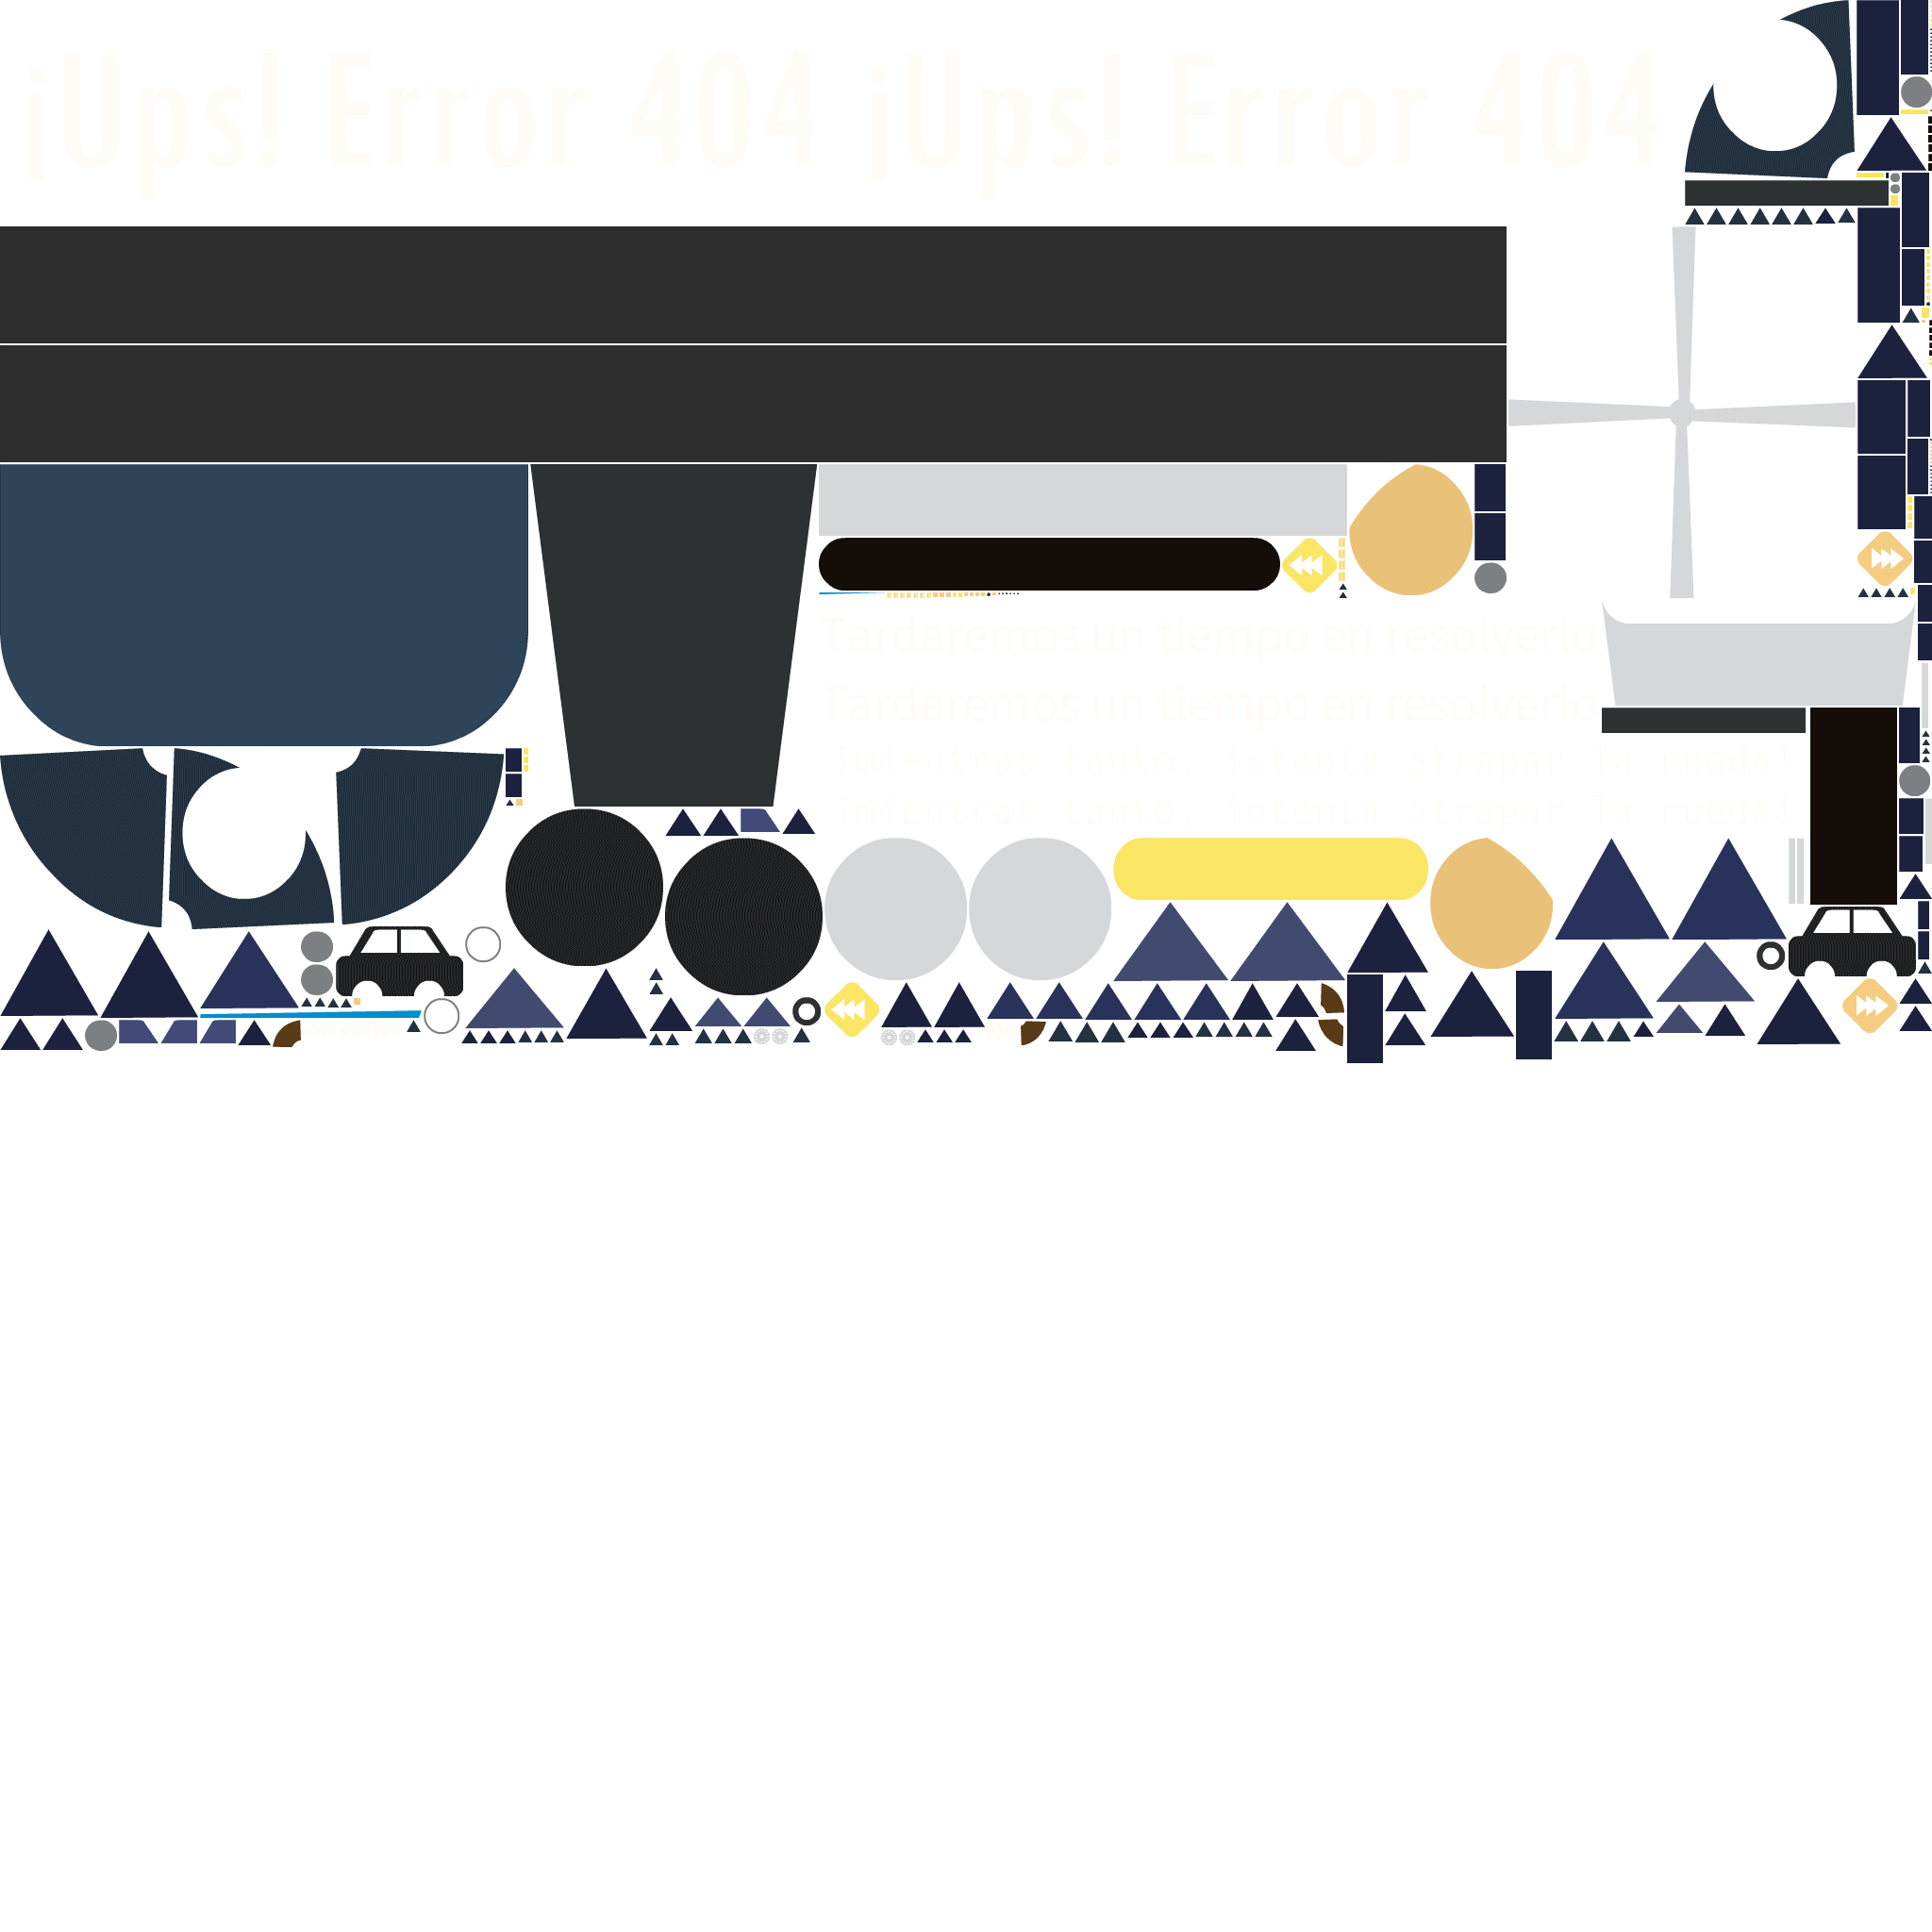 ¡Ups! Error 404 ¡Ups! Error 404
Tardaremos un tiempo en resolverlo
Tardaremos un tiempo en resolverlo
mientras tanto, intenta atrapar la rueda!
mientras tanto, intenta atrapar la rueda!